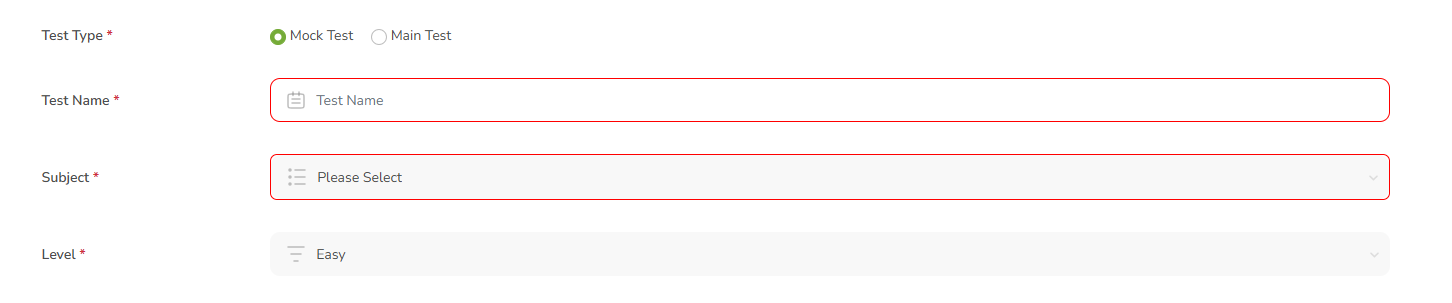 Test Type * Mock Test Main Test
Test Name * Test Name
Subject * Please Select
Level * Easy